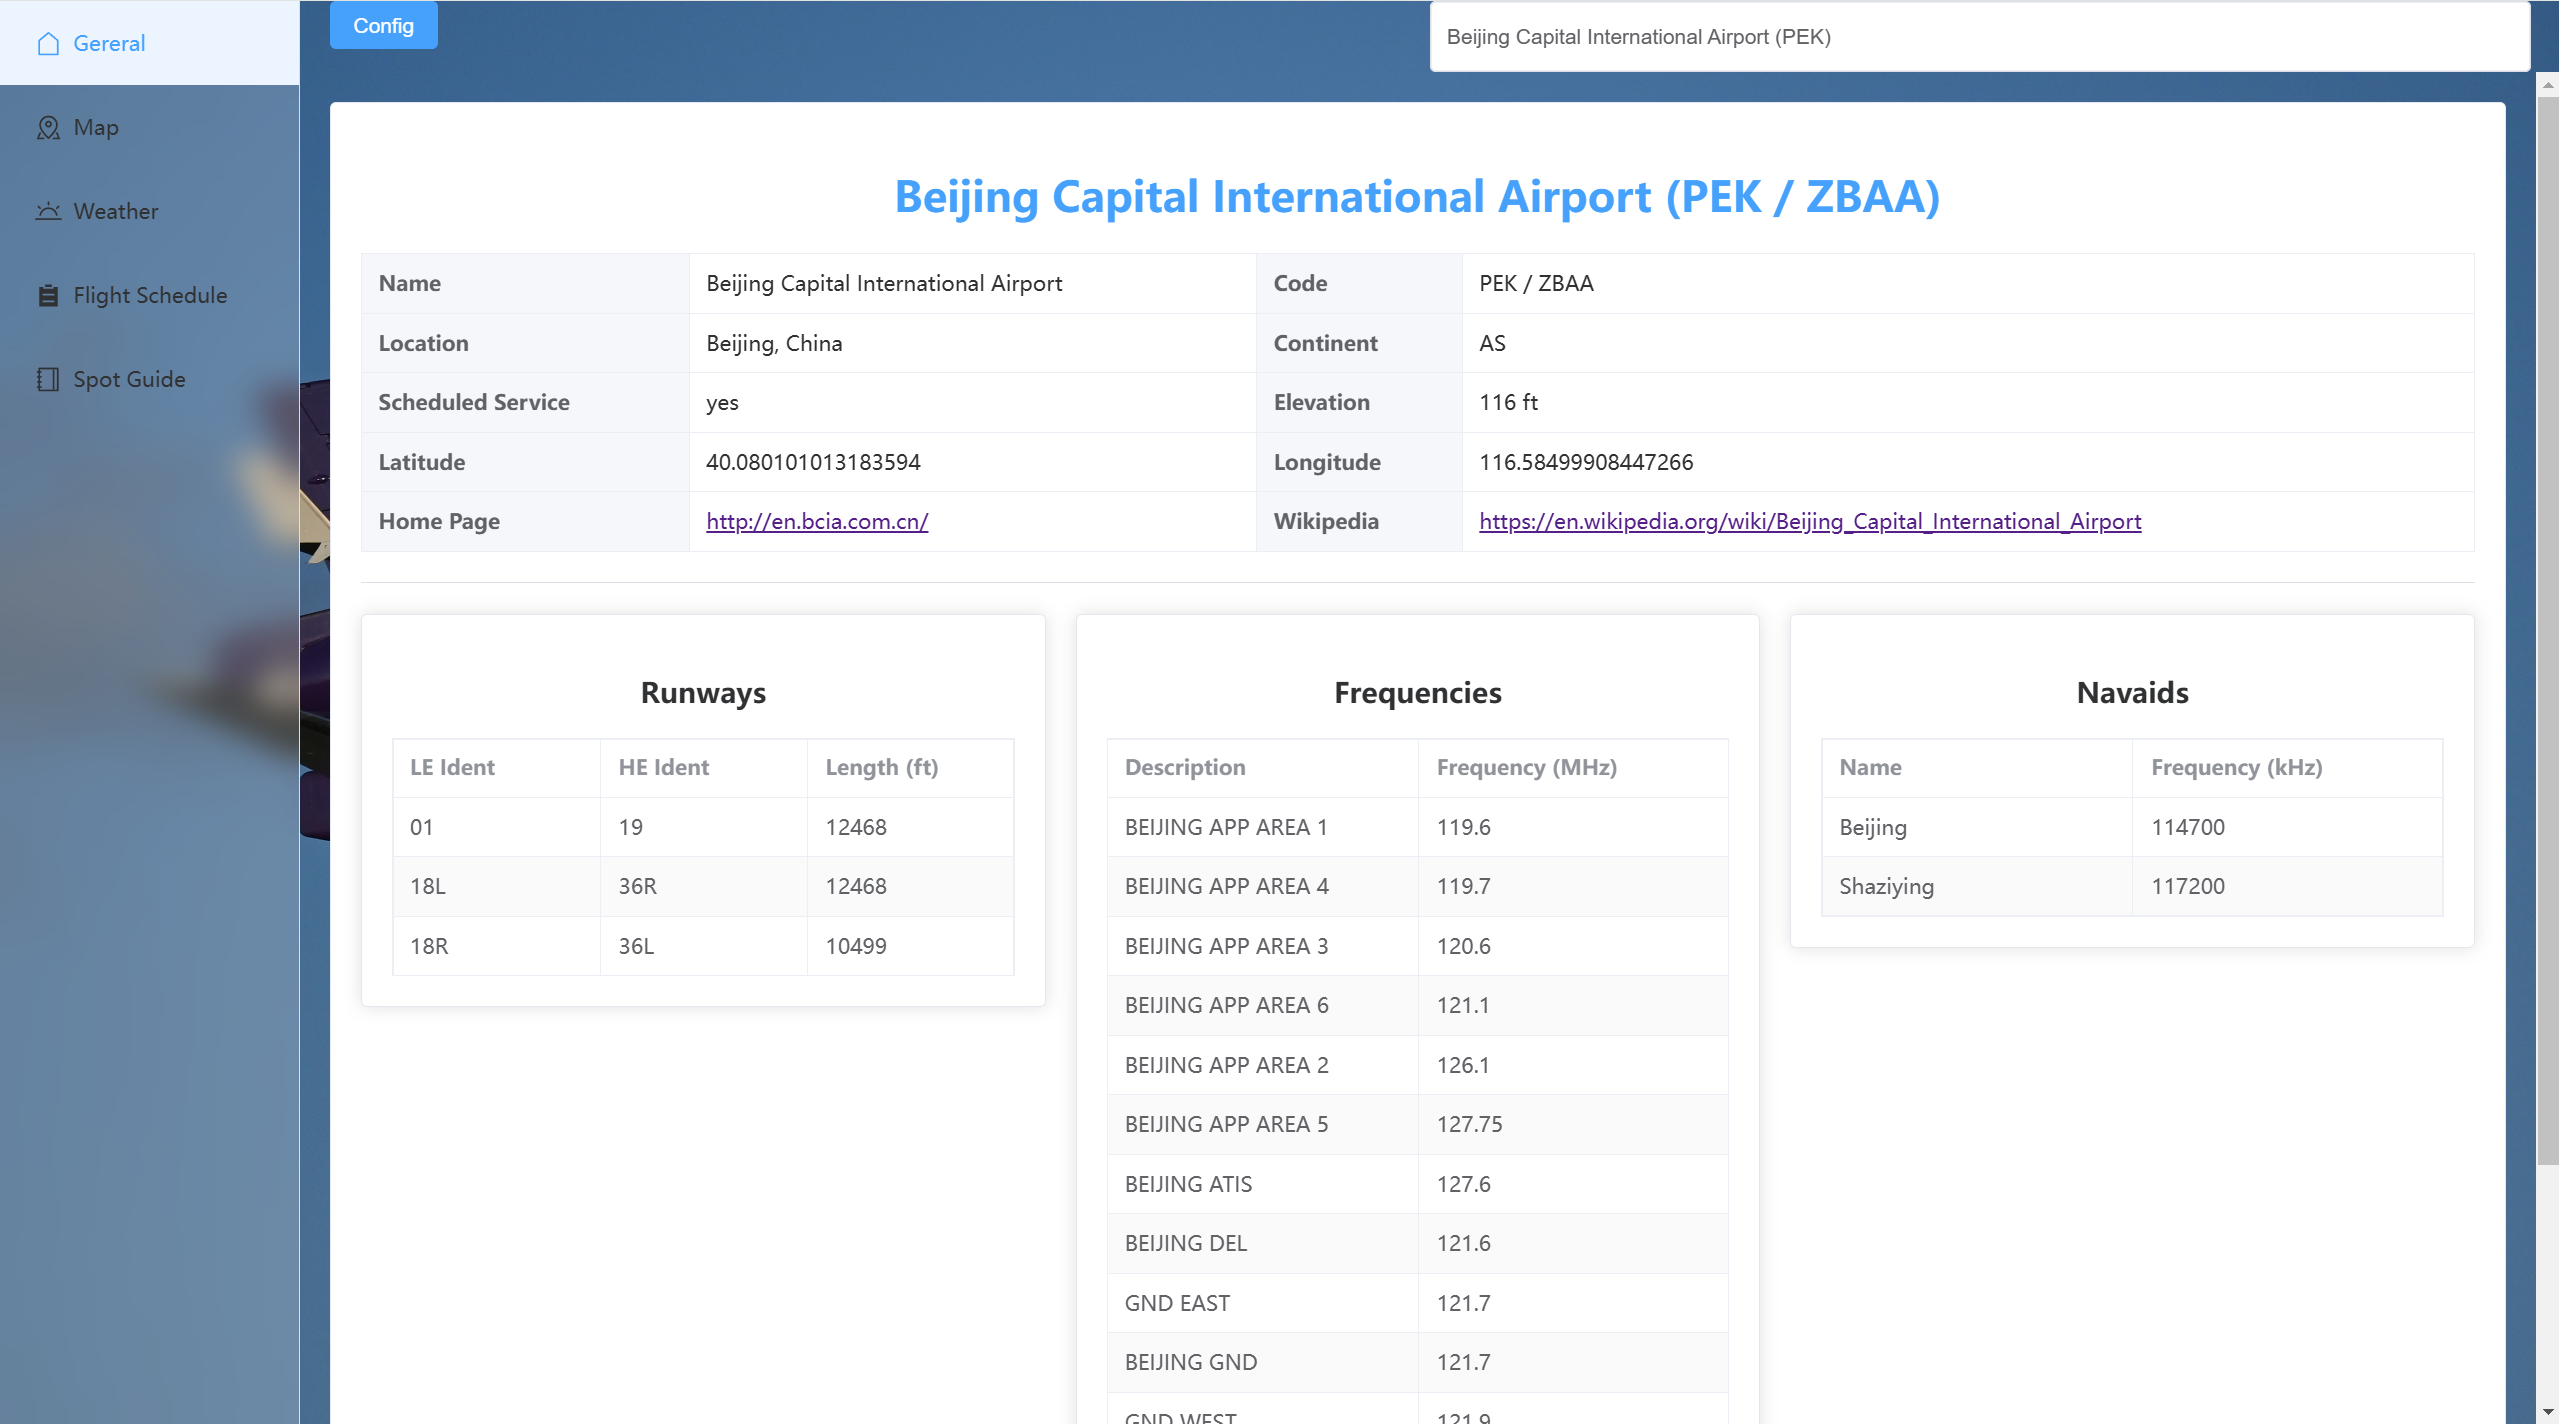 Gereral
Map
Weather
Flight Schedule
Spot Guide
Config
Beijing Capital International Airport (PEK)
Beijing Capital International Airport (PEK / ZBAA)
Name Beijing Capital International Airport Code PEK / ZBAA
Location Beijing, China Continent AS
Scheduled Service yes Elevation 116 ft
Latitude 40.080101013183594 Longitude 116.58499908447266
Home Page http://en.bcia.com.cn/ Wikipedia https://en.wikipedia.org/wiki/Beijing_Capital_International_Airport
Runways
LE Ident HE Ident Length (ft)
01 19 12468
18L 36R 12468
18R 36L 10499
Frequencies
Description Frequency (MHz)
BEIJING APP AREA 1 119.6
BEIJING APP AREA 4 119.7
BEIJING APP AREA 3 120.6
BEIJING APP AREA 6 121.1
BEIJING APP AREA 2 126.1
BEIJING APP AREA 5 127.75
BEIJING ATIS 127.6
BEIJING DEL 121.6
GND EAST 121.7
BEIJING GND 121.7
GND WEST 121.9
Navaids
Name Frequency (kHz)
Beijing 114700
Shaziying 117200